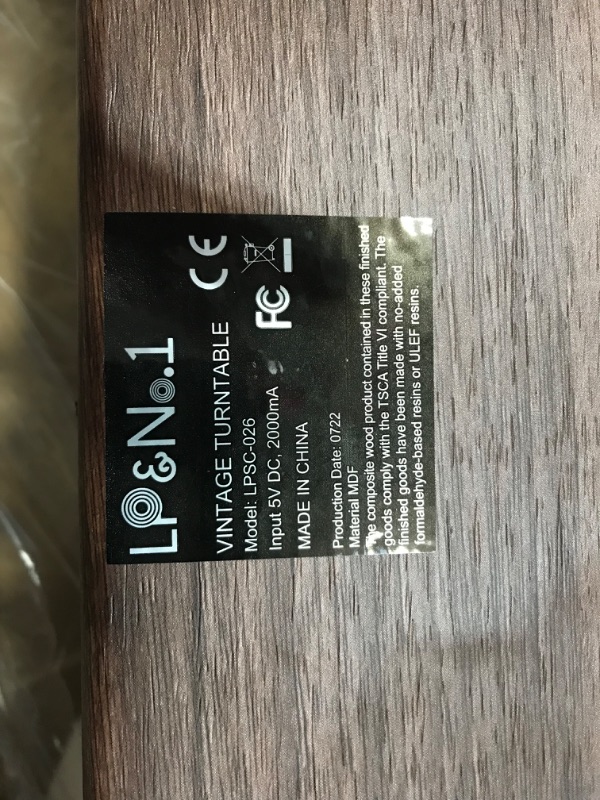 LP&No.1
VINTAGE TURNTABLE
Model: LPSC-026
Input 5V DC, 2000mA
MADE IN CHINA
CE
FC
Production Date: 0722
Material MDF
The composite wood product contained in these finished
goods comply with the TSCA Title VI compliant. The
finished goods have been made with no-added
formaldehyde-based resins or ULEF resins.